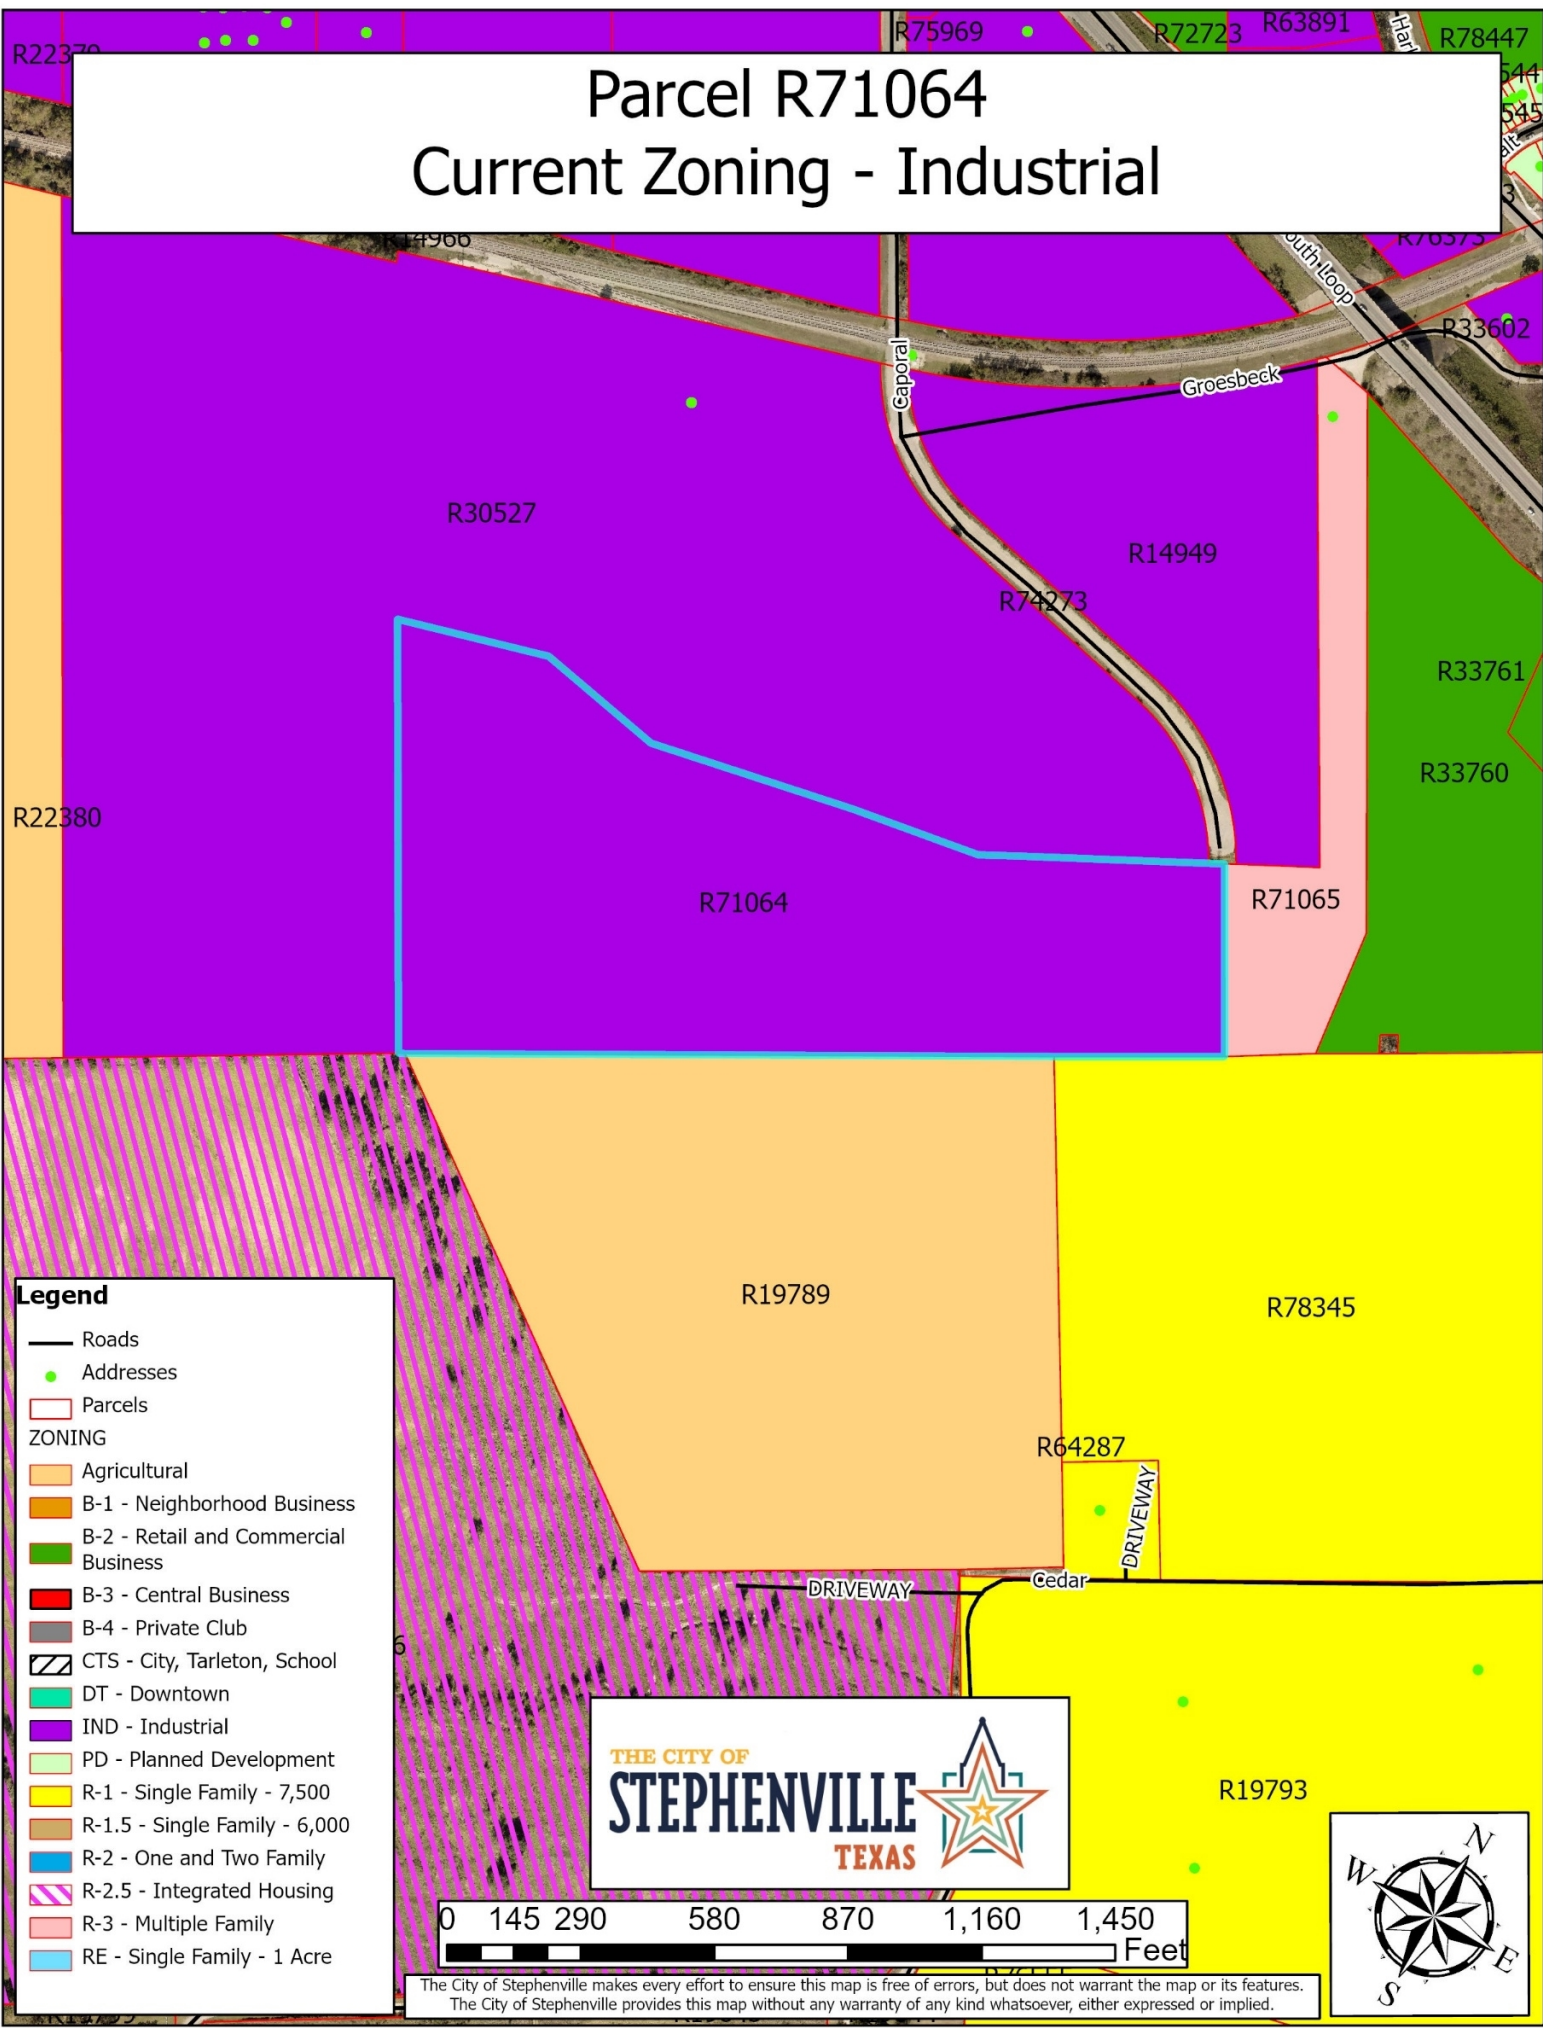 R75969
R72723
R63891
R78447
Parcel R71064
Current Zoning - Industrial
R14966
R76373
R33602
Caporal
Groesbeck
R30527
R14949
R74273
R33761
R33760
R22380
R71064
R71065
R19789
R78345
R64287
DRIVEWAY
DRIVEWAY
Cedar
R19793
Legend
Roads
Addresses
Parcels
ZONING
Agricultural
B-1 - Neighborhood Business
B-2 - Retail and Commercial
Business
B-3 - Central Business
B-4 - Private Club
CTS - City, Tarleton, School
DT - Downtown
IND - Industrial
PD - Planned Development
R-1 - Single Family - 7,500
R-1.5 - Single Family - 6,000
R-2 - One and Two Family
R-2.5 - Integrated Housing
R-3 - Multiple Family
RE - Single Family - 1 Acre
THE CITY OF
STEPHENVILLE
TEXAS
0 145 290 580 870 1,160 1,450
Feet
N
W
E
S
The City of Stephenville makes every effort to ensure this map is free of errors, but does not warrant the map or its features.
The City of Stephenville provides this map without any warranty of any kind whatsoever, either expressed or implied.